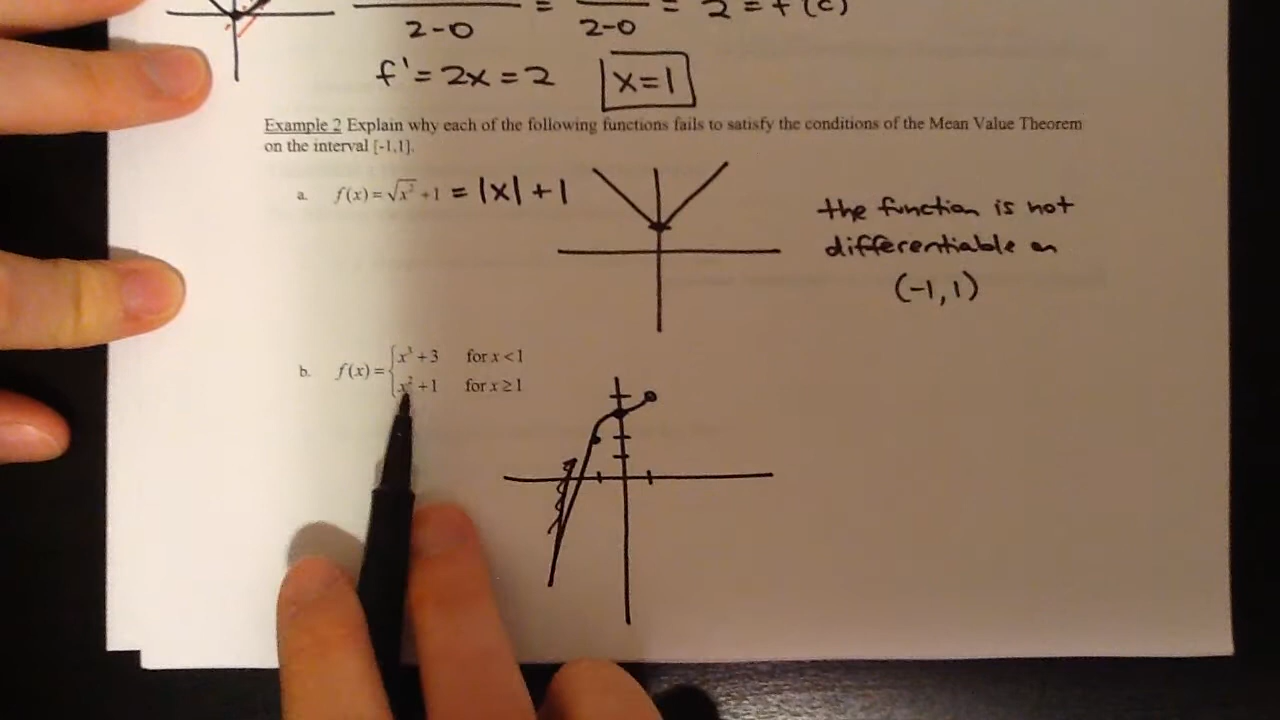 2-0 = 2-0 = 2 = f'(c)
f' = 2x = 2 x=1
Example 2 Explain why each of the following functions fails to satisfy the conditions of the Mean Value Theorem
on the interval [-1,1].
a. f(x) = √x² + 1 = |x| + 1
the function is not
differentiable on
(-1,1)
b. f(x) = { x³ + 3 for x < 1
x² + 1 for x ≥ 1